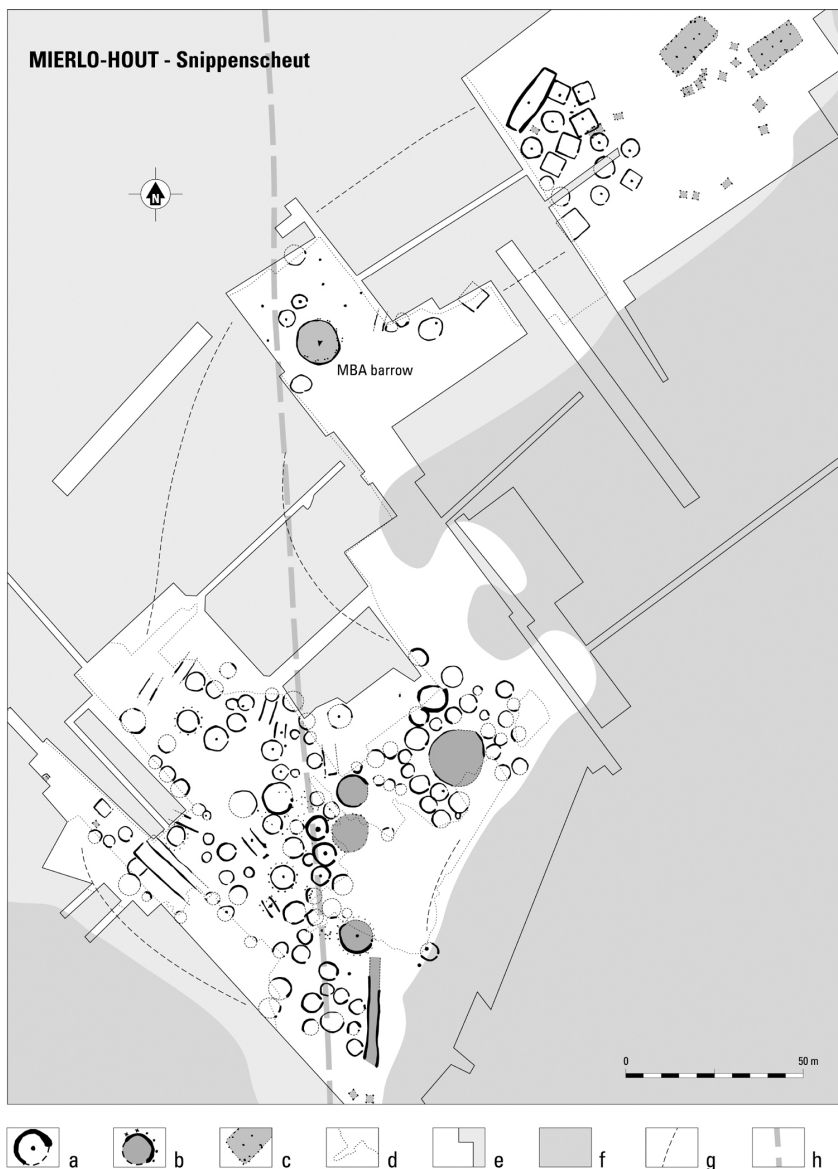 MIERLO-HOUT - Snippenscheut
N
MBA barrow
0 50 m
a b c d e f g h